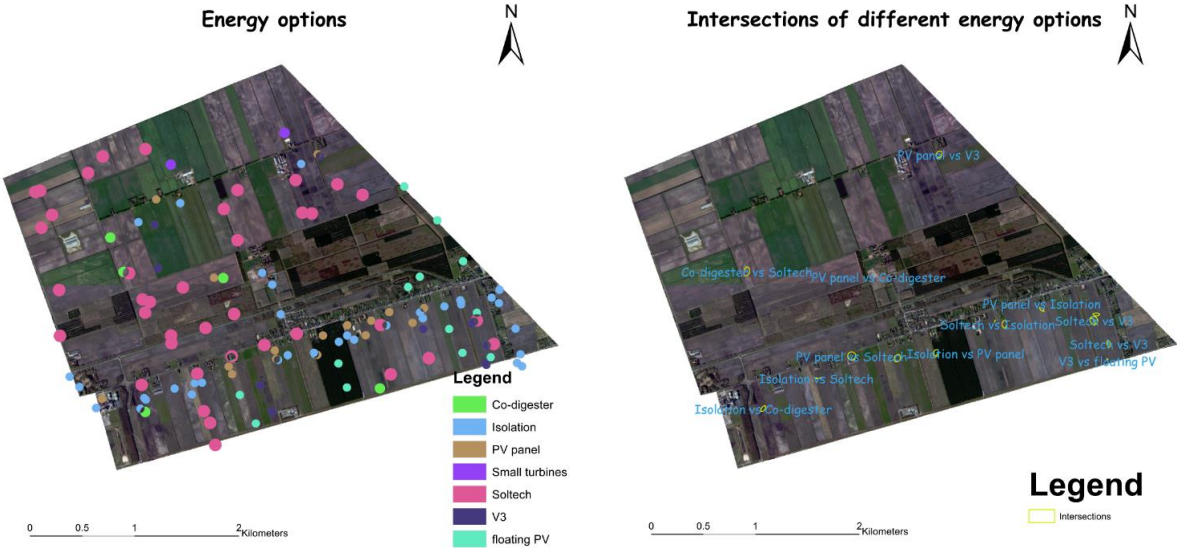 Energy options
N
Legend
Co-digester
Isolation
PV panel
Small turbines
Soltech
V3
floating PV
0 0.5 1 2 Kilometers
Intersections of different energy options
N
PV panel vs V3
Co-digester vs Soltech
PV panel vs Co-digester
PV panel vs Isolation
Soltech vs Isolation
Soltech vs V3
Soltech vs V3
PV panel vs Soltech
Isolation vs PV panel
V3 vs floating PV
Isolation vs Soltech
Isolation vs Co-digester
Legend
Intersections
0 0.5 1 2 Kilometers